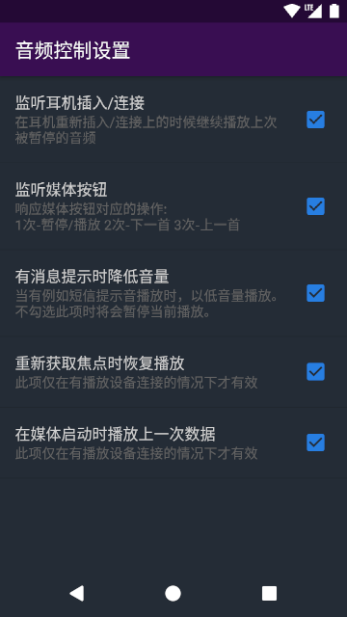 LTE
音频控制设置
监听耳机插入/连接
在耳机重新插入/连接上的时候继续播放上次
被暂停的音频
监听媒体按钮
响应媒体按钮对应的操作:
1次-暂停/播放 2次-下一首 3次-上一首
有消息提示时降低音量
当有例如短信提示音播放时，以低音量播放。
不勾选此项时将会暂停当前播放。
重新获取焦点时恢复播放
此项仅在有播放设备连接的情况下才有效
在媒体启动时播放上一次数据
此项仅在有播放设备连接的情况下才有效